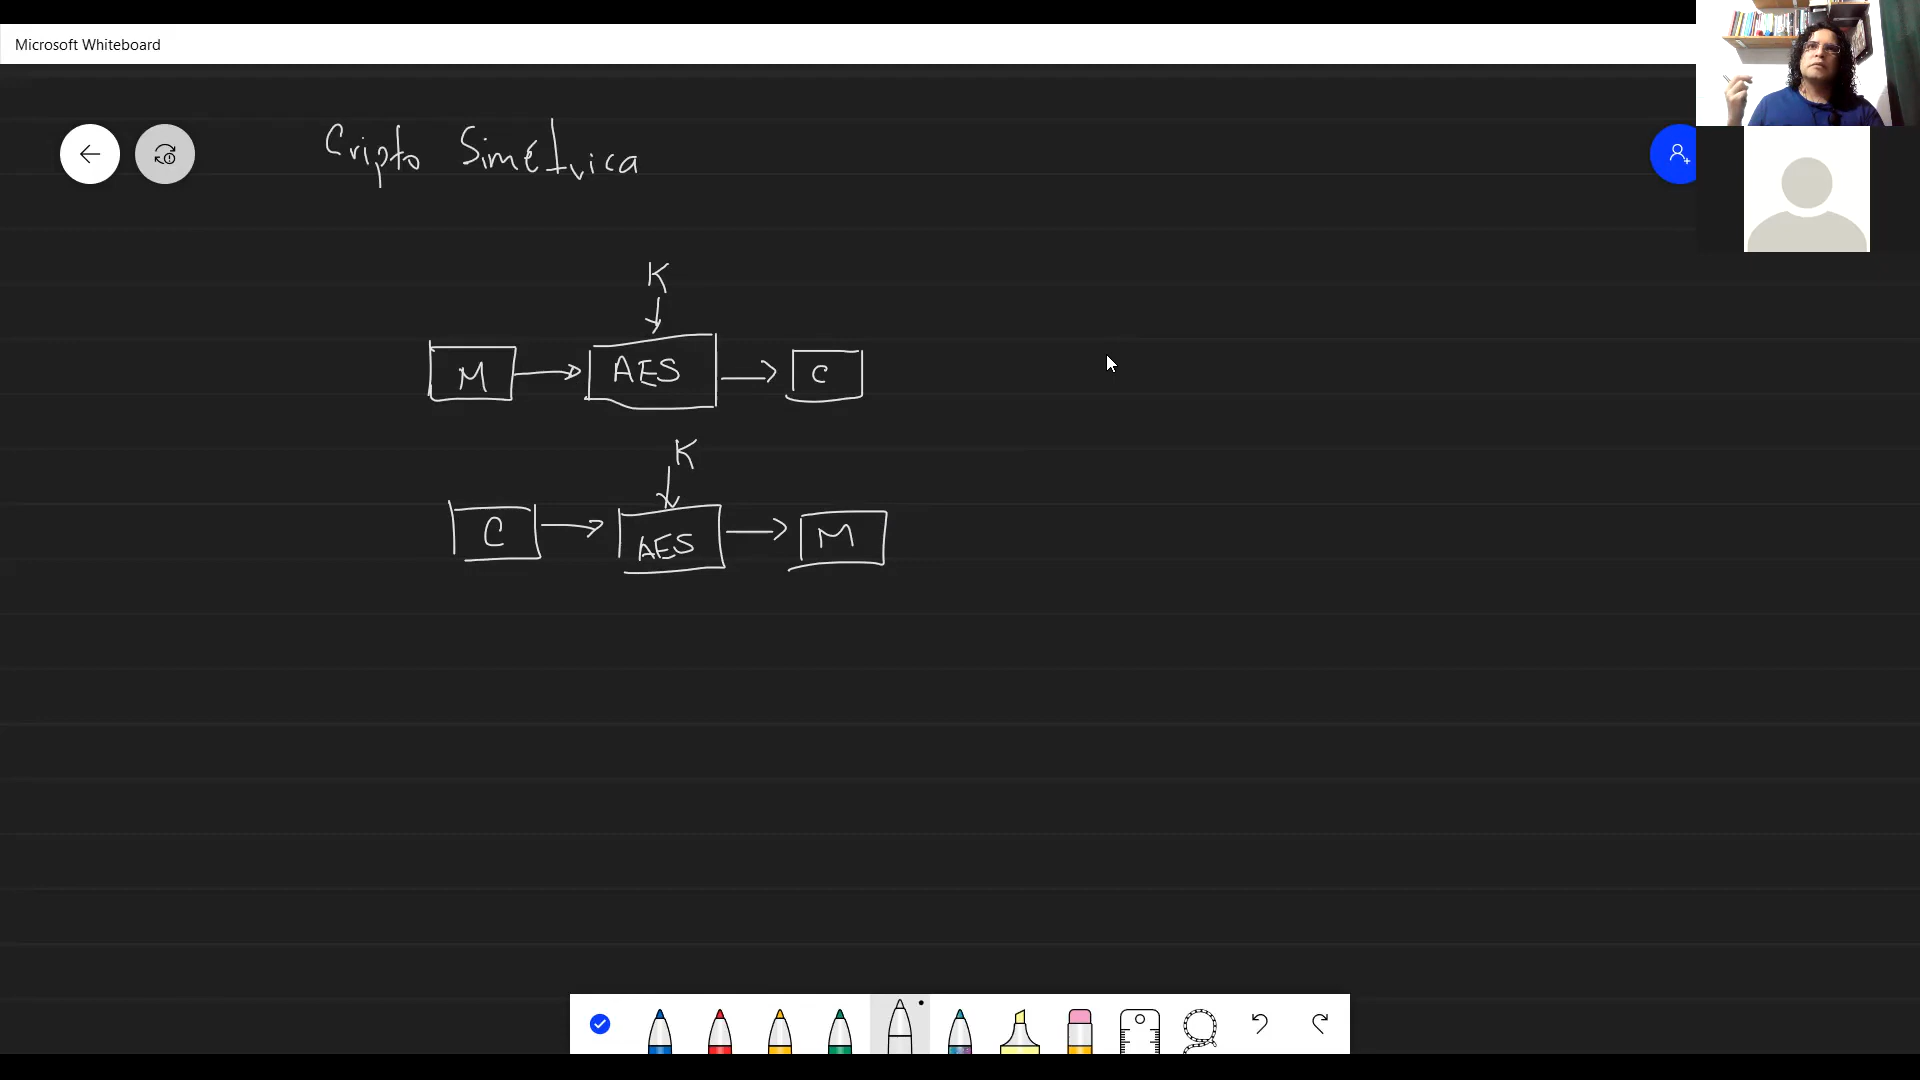 Microsoft Whiteboard
Cripto Simétrica
K
M → AES → C
K
C → AES → M